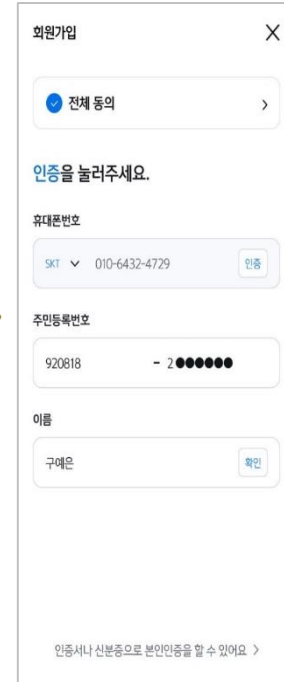 회원가입 X
전체 동의 >
인증을 눌러주세요.
휴대폰번호
SKT 010-6432-4729 인증
주민등록번호
920818 - 2●●●●●●
이름
구예은 확인
인증서나 신분증으로 본인인증을 할 수 있어요 >